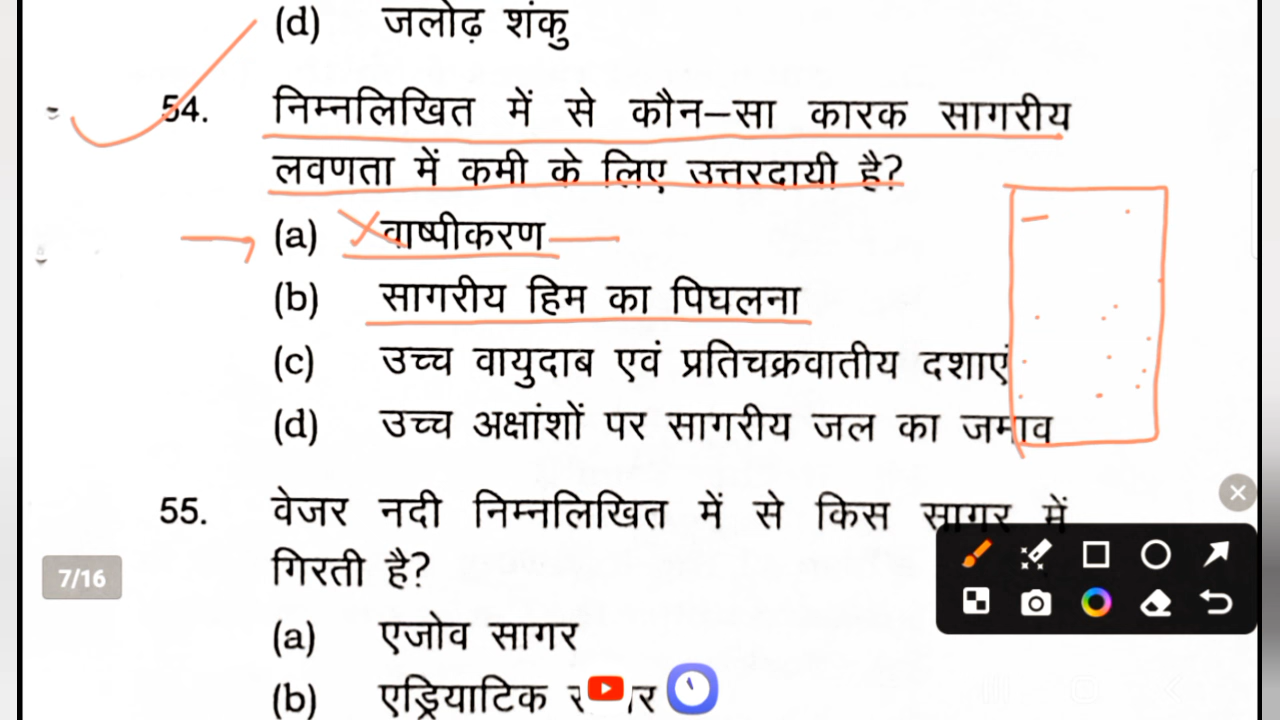 (d) जलोढ़ शंकु
54. निम्नलिखित में से कौन–सा कारक सागरीय
लवणता में कमी के लिए उत्तरदायी है?
(a) वाष्पीकरण
(b) सागरीय हिम का पिघलना
(c) उच्च वायुदाब एवं प्रतिचक्रवातीय दशाएं
(d) उच्च अक्षांशों पर सागरीय जल का जमाव
55. वेजर नदी निम्नलिखित में से किस सागर में
गिरती है?
7/16
(a) एजोव सागर
(b) एड्रियाटिक